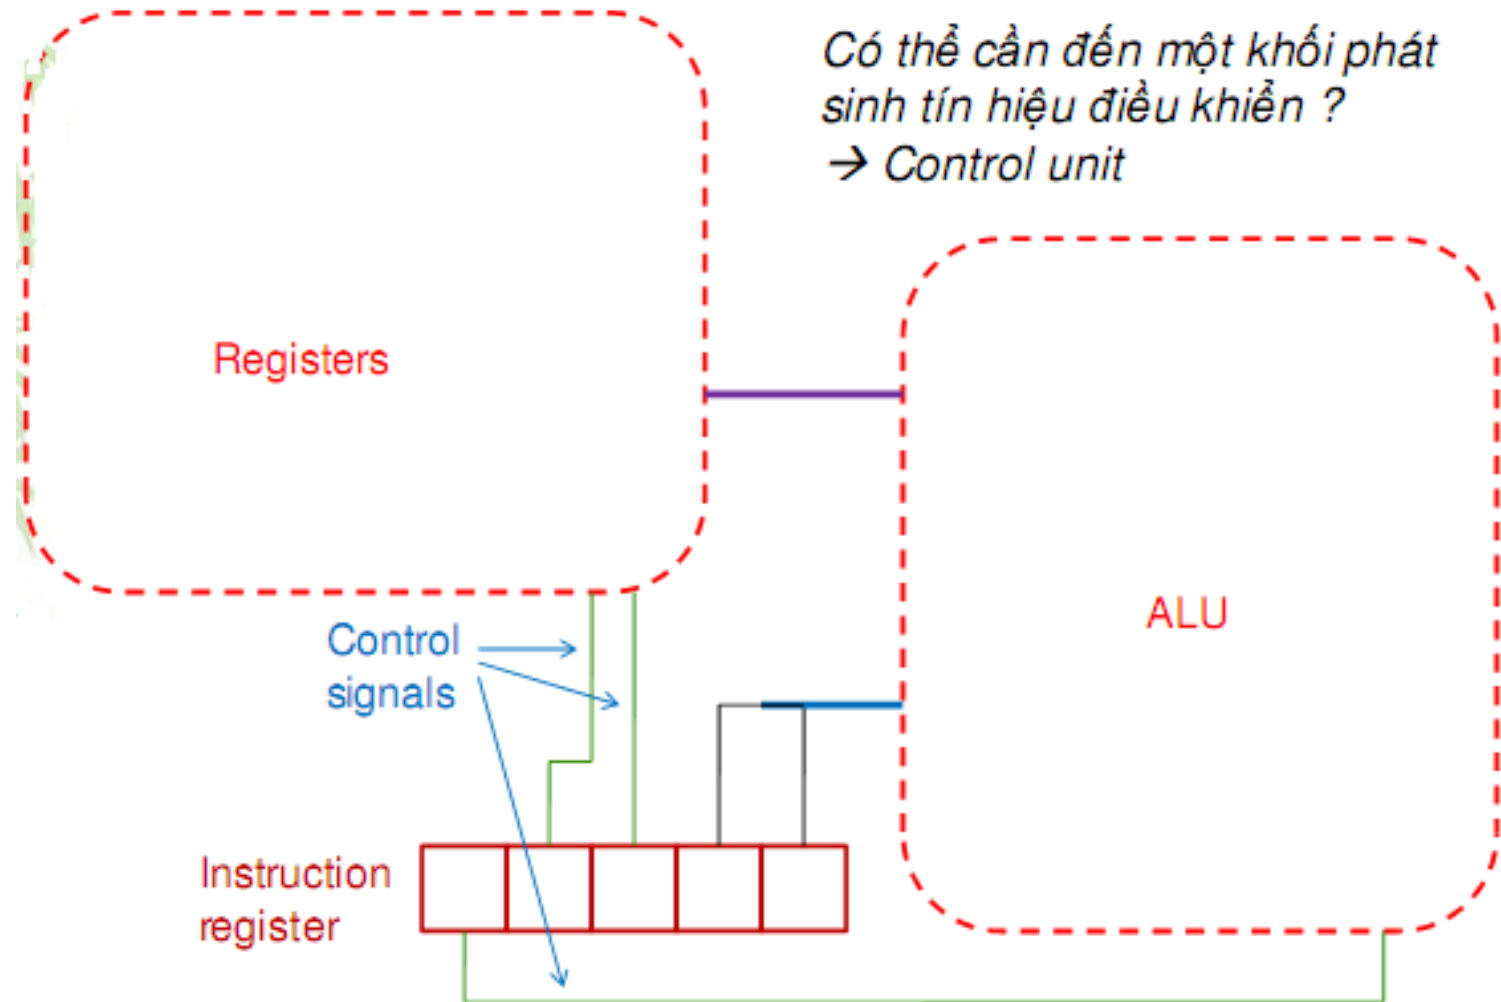 Có thể cần đến một khối phát
sinh tín hiệu điều khiển ?
→ Control unit
Registers
ALU
Control
signals
Instruction
register